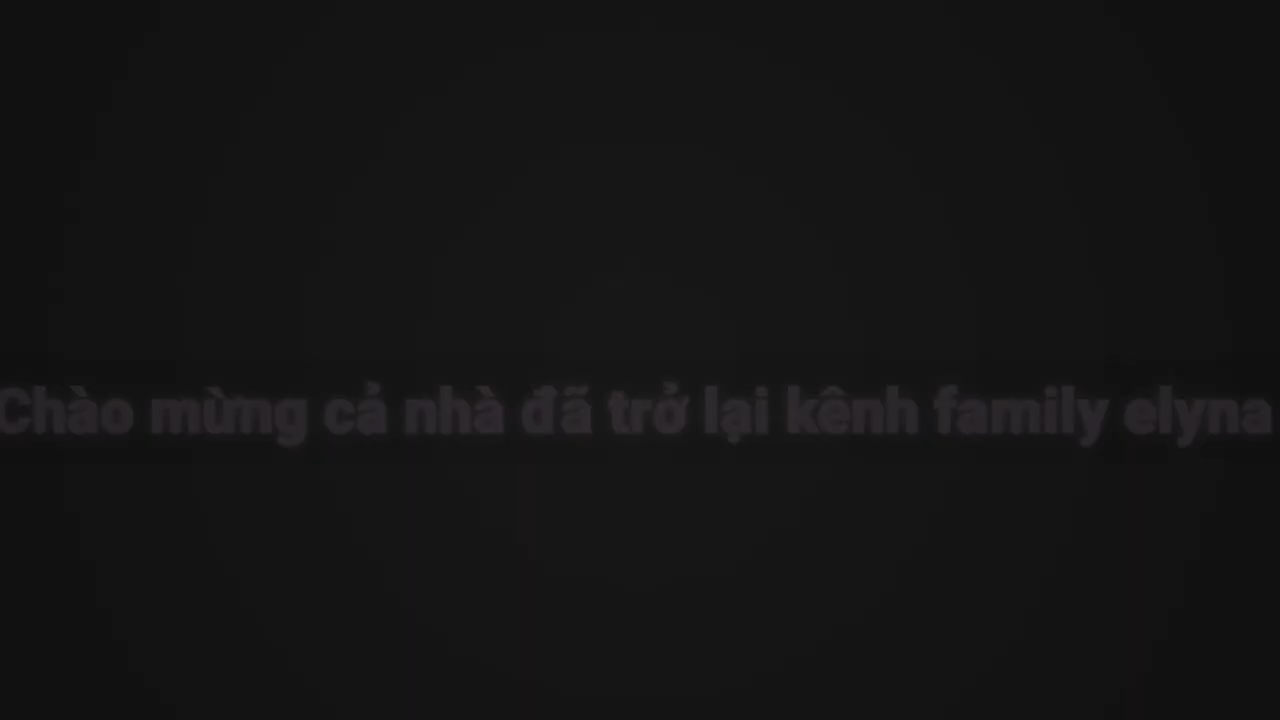 Chào mừng cả nhà đã trở lại kênh family elyna